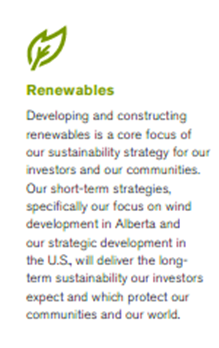 Renewables
Developing and constructing
renewables is a core focus of
our sustainability strategy for our
investors and our communities.
Our short-term strategies,
specifically our focus on wind
development in Alberta and
our strategic development in
the U.S., will deliver the long-
term sustainability our investors
expect and which protect our
communities and our world.